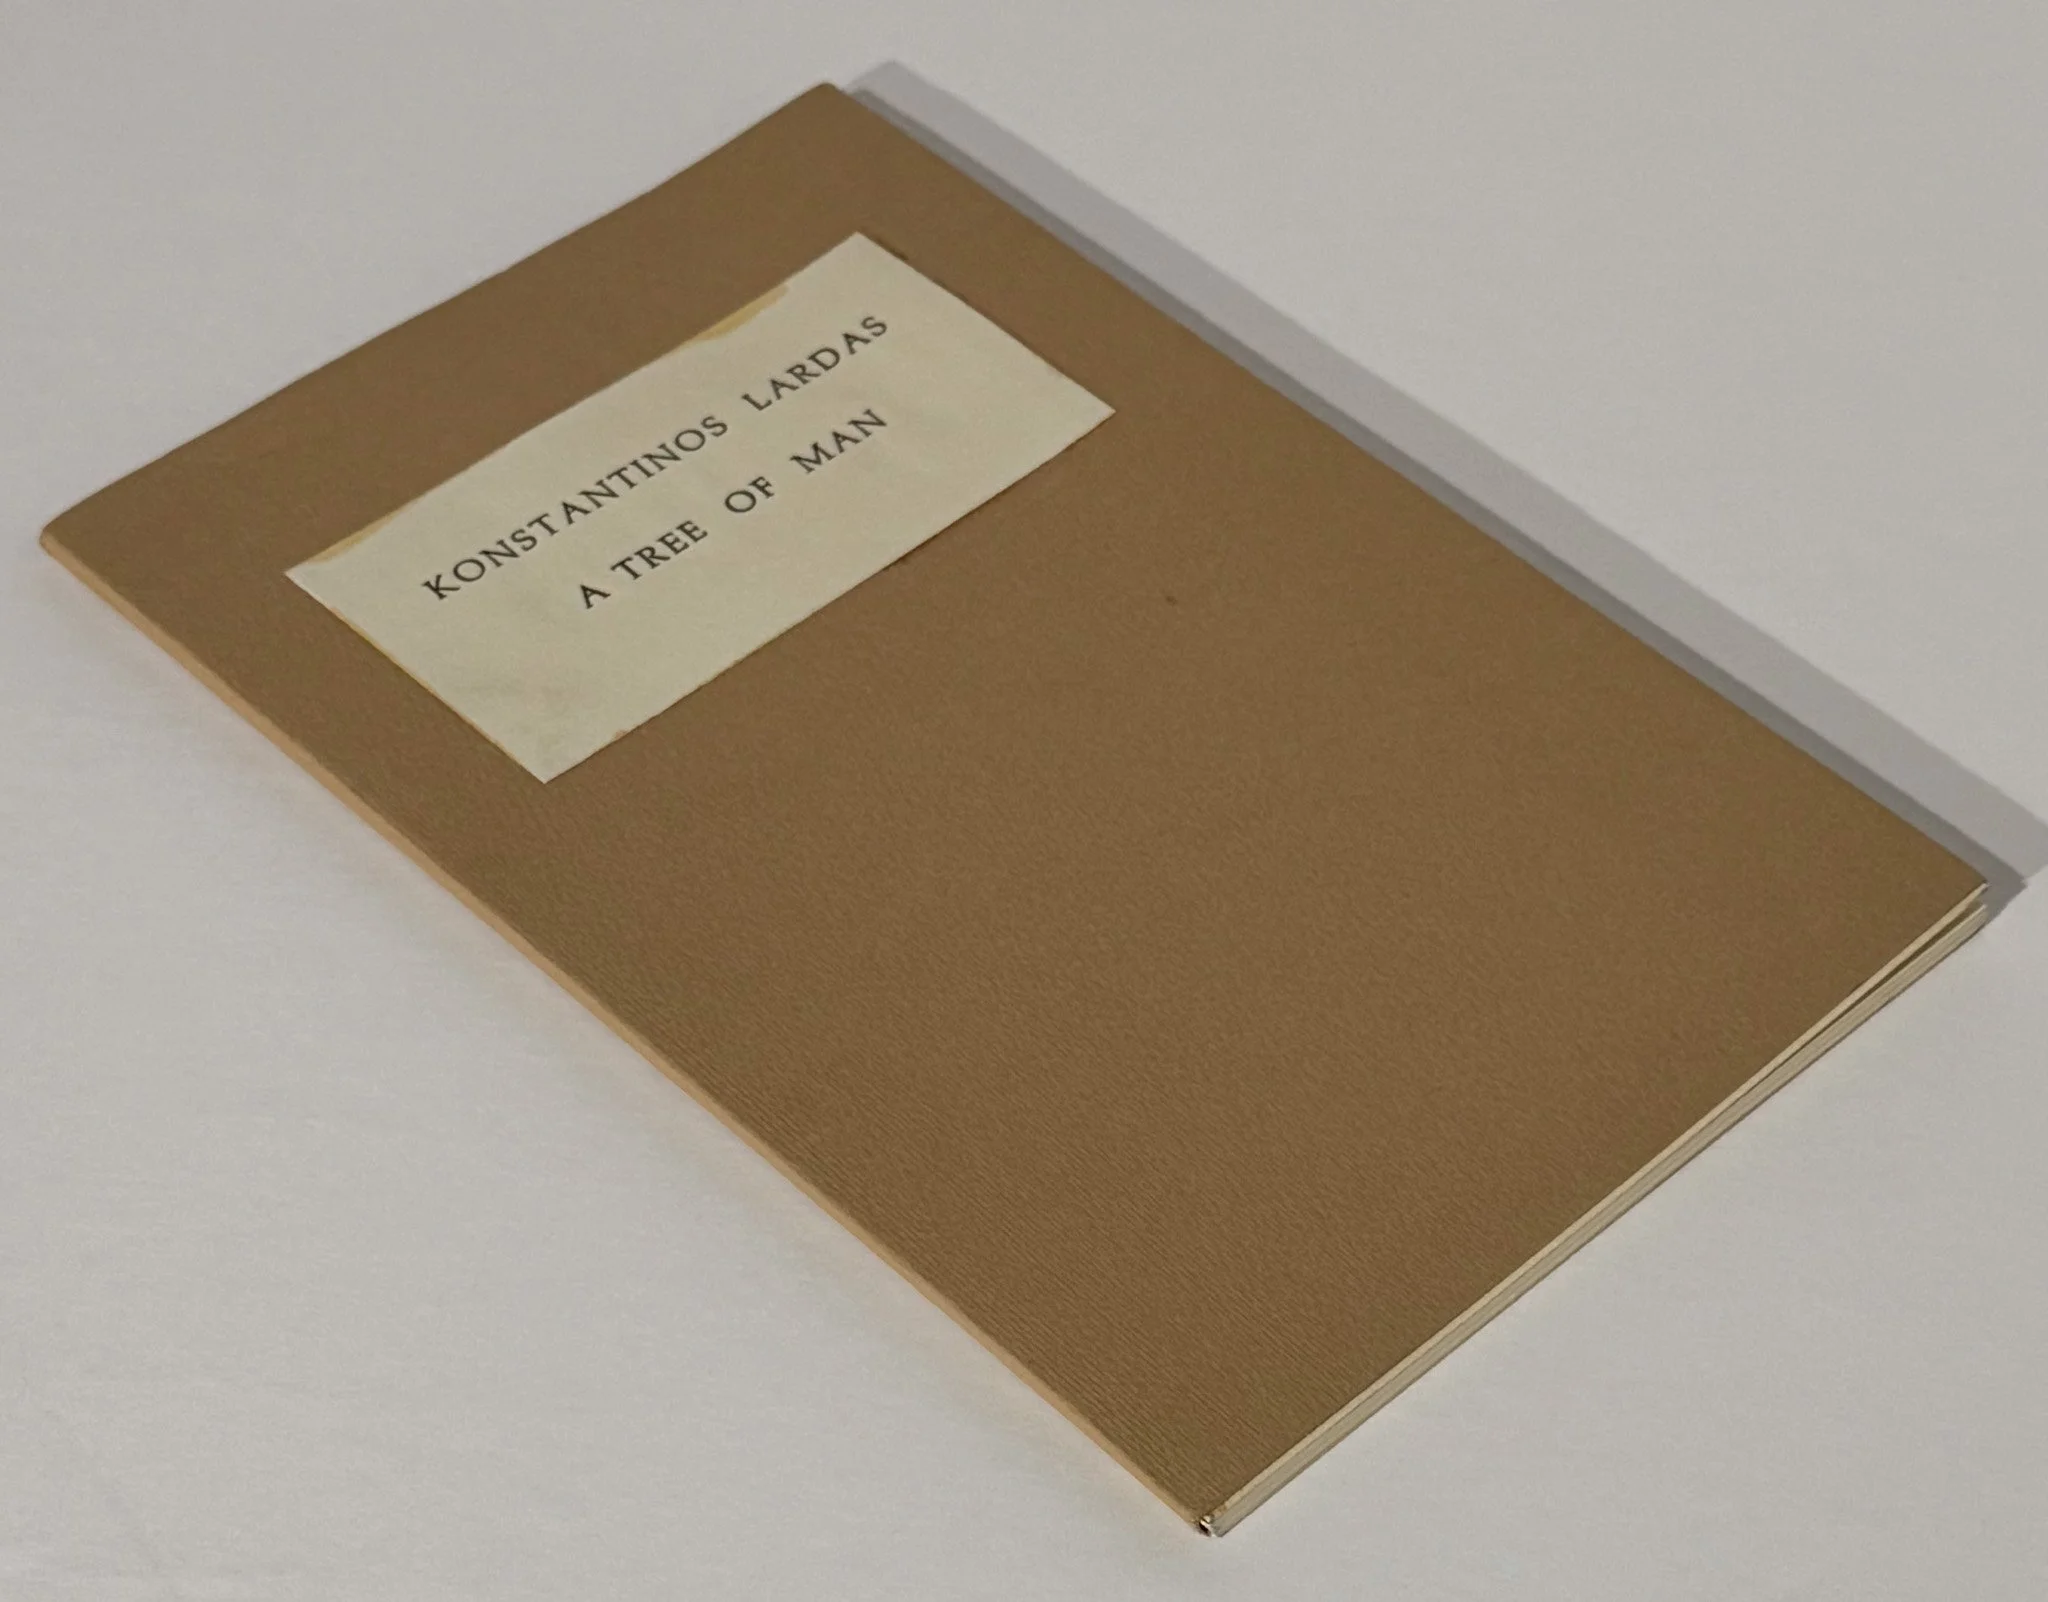 KONSTANTINOS LARDAS
A TREE OF MAN